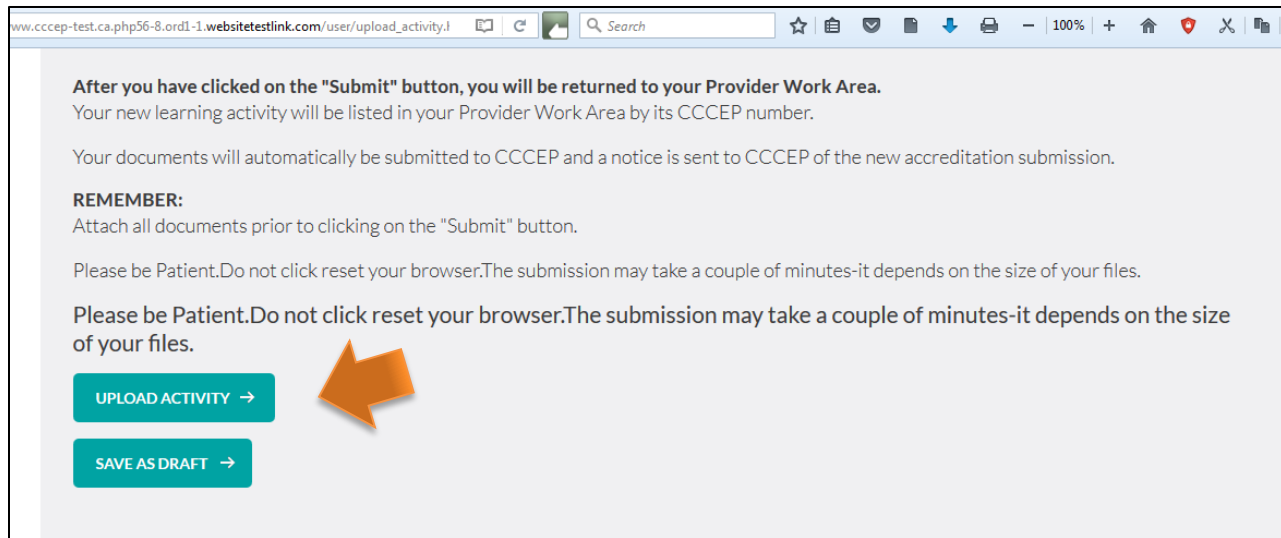 ww.cccep-test.ca.php56-8.ord1-1.websitetestlink.com/user/upload_activity.l
Search
100%
After you have clicked on the "Submit" button, you will be returned to your Provider Work Area.
Your new learning activity will be listed in your Provider Work Area by its CCCEP number.
Your documents will automatically be submitted to CCCEP and a notice is sent to CCCEP of the new accreditation submission.
REMEMBER:
Attach all documents prior to clicking on the "Submit" button.
Please be Patient.Do not click reset your browser.The submission may take a couple of minutes-it depends on the size of your files.
Please be Patient.Do not click reset your browser.The submission may take a couple of minutes-it depends on the size
of your files.
UPLOAD ACTIVITY →
SAVE AS DRAFT →